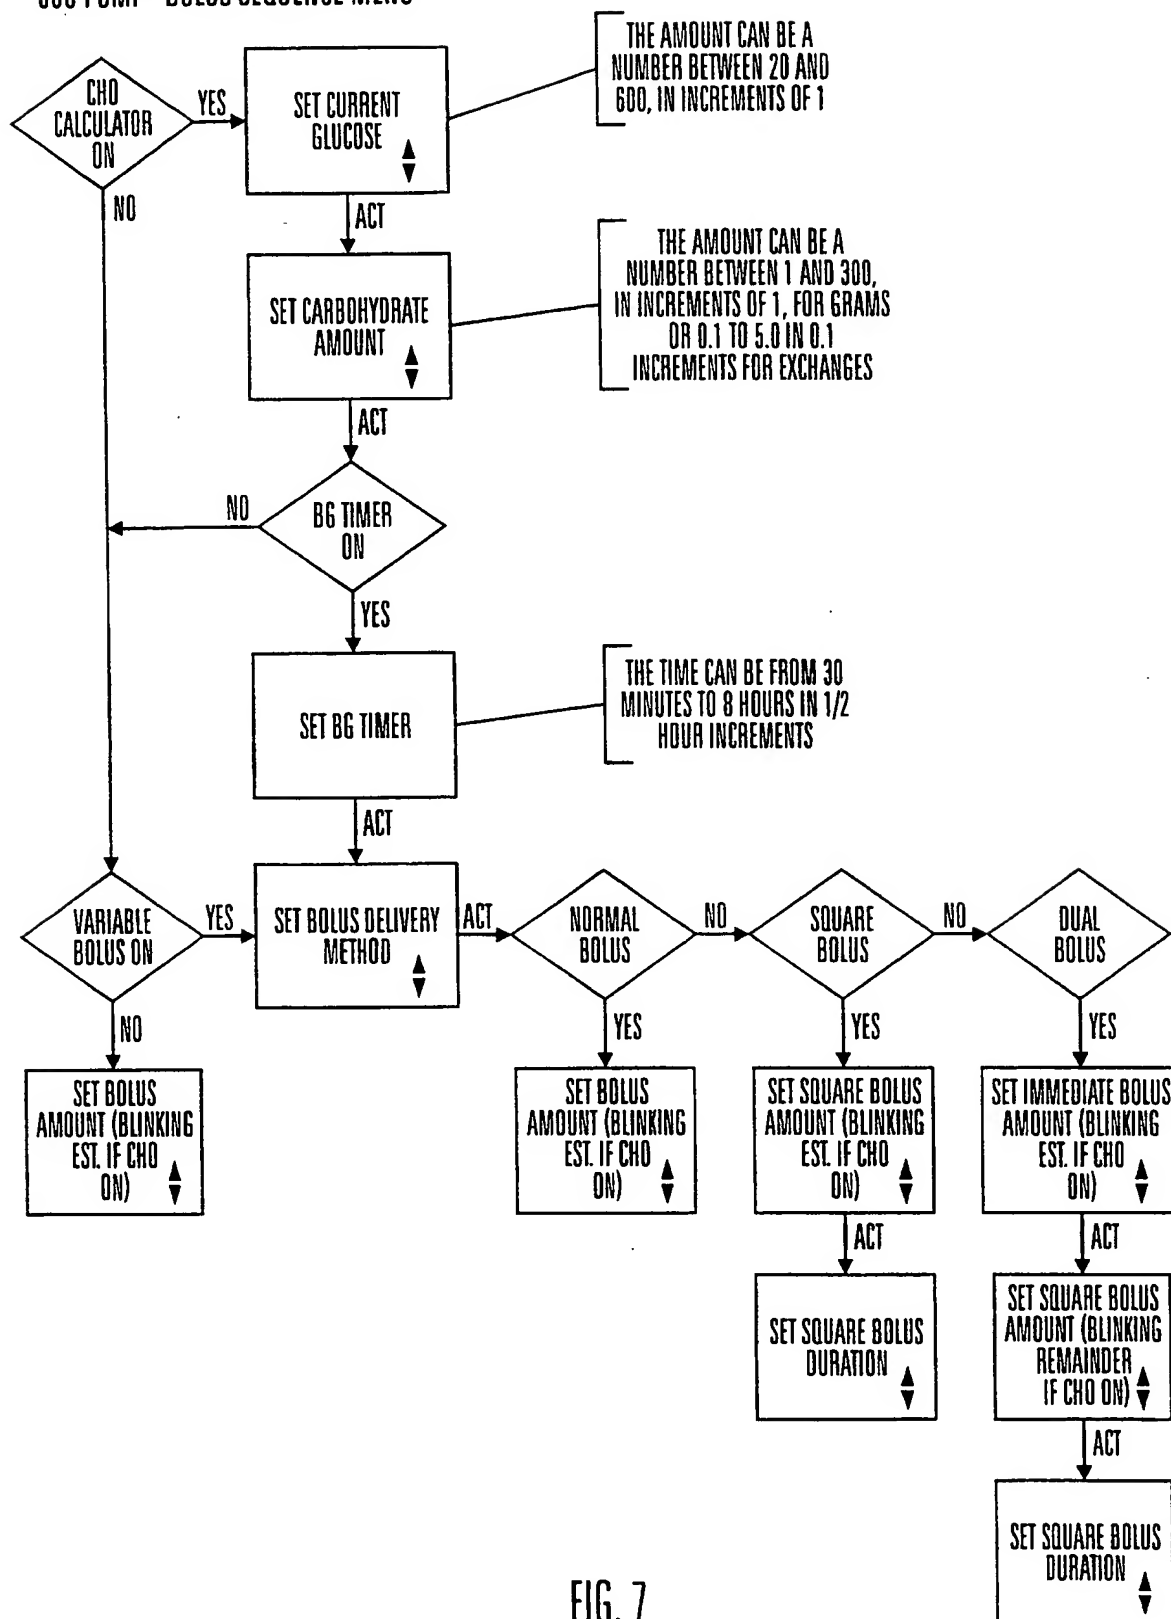 BOLUS SEQUENCE MENU
CHO
CALCULATOR
ON
YES
NO
SET CURRENT
GLUCOSE
THE AMOUNT CAN BE A
NUMBER BETWEEN 20 AND
600, IN INCREMENTS OF 1
ACT
SET CARBOHYDRATE
AMOUNT
THE AMOUNT CAN BE A
NUMBER BETWEEN 1 AND 300,
IN INCREMENTS OF 1, FOR GRAMS
OR 0.1 TO 5.0 IN 0.1
INCREMENTS FOR EXCHANGES
ACT
NO
BG TIMER
ON
YES
SET BG TIMER
THE TIME CAN BE FROM 30
MINUTES TO 8 HOURS IN 1/2
HOUR INCREMENTS
ACT
VARIABLE
BOLUS ON
YES
SET BOLUS DELIVERY
METHOD
ACT
NORMAL
BOLUS
NO
SQUARE
BOLUS
NO
DUAL
BOLUS
NO
YES
YES
YES
SET BOLUS
AMOUNT (BLINKING
EST. IF CHO
ON)
SET BOLUS
AMOUNT (BLINKING
EST. IF CHO
ON)
SET SQUARE BOLUS
AMOUNT (BLINKING
EST. IF CHO
ON)
SET IMMEDIATE BOLUS
AMOUNT (BLINKING
EST. IF CHO
ON)
ACT
ACT
SET SQUARE BOLUS
DURATION
SET SQUARE BOLUS
AMOUNT (BLINKING
REMAINDER
IF CHO ON)
ACT
SET SQUARE BOLUS
DURATION
FIG. 7